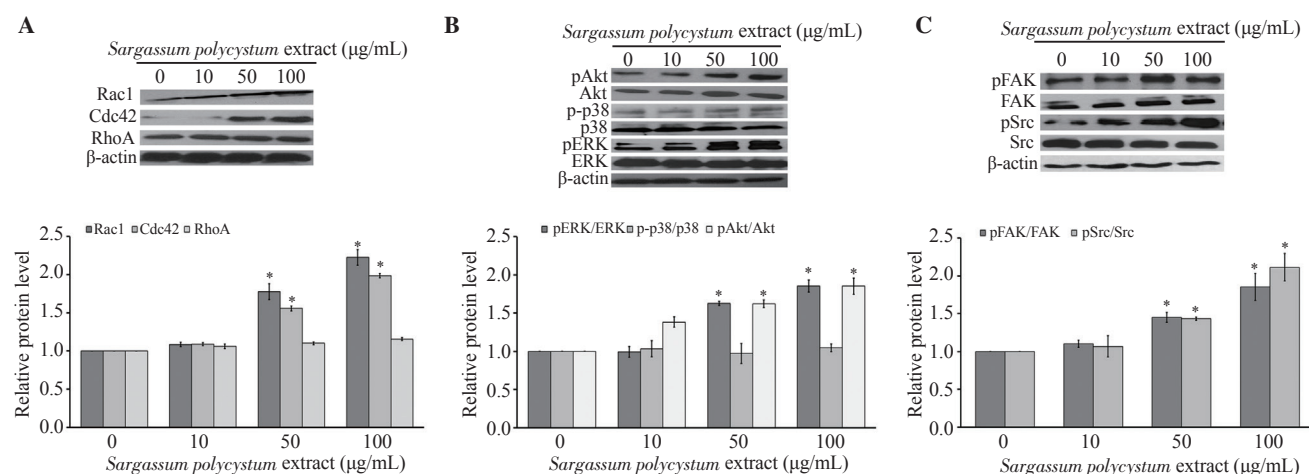 A
Sargassum polycystum extract (μg/mL)
0 10 50 100
Rac1
Cdc42
RhoA
β-actin
Rac1 Cdc42 RhoA
Relative protein level
2.5
2.0
1.5
1.0
0.5
0.0
* * * *
0 10 50 100
Sargassum polycystum extract (μg/mL)
B
Sargassum polycystum extract (μg/mL)
0 10 50 100
pAkt
Akt
p-p38
p38
pERK
ERK
β-actin
pERK/ERK p-p38/p38 pAkt/Akt
Relative protein level
2.5
2.0
1.5
1.0
0.5
0.0
* * * *
0 10 50 100
Sargassum polycystum extract (μg/mL)
C
Sargassum polycystum extract (μg/mL)
0 10 50 100
pFAK
FAK
pSrc
Src
β-actin
pFAK/FAK pSrc/Src
Relative protein level
2.5
2.0
1.5
1.0
0.5
0.0
* * * *
0 10 50 100
Sargassum polycystum extract (μg/mL)